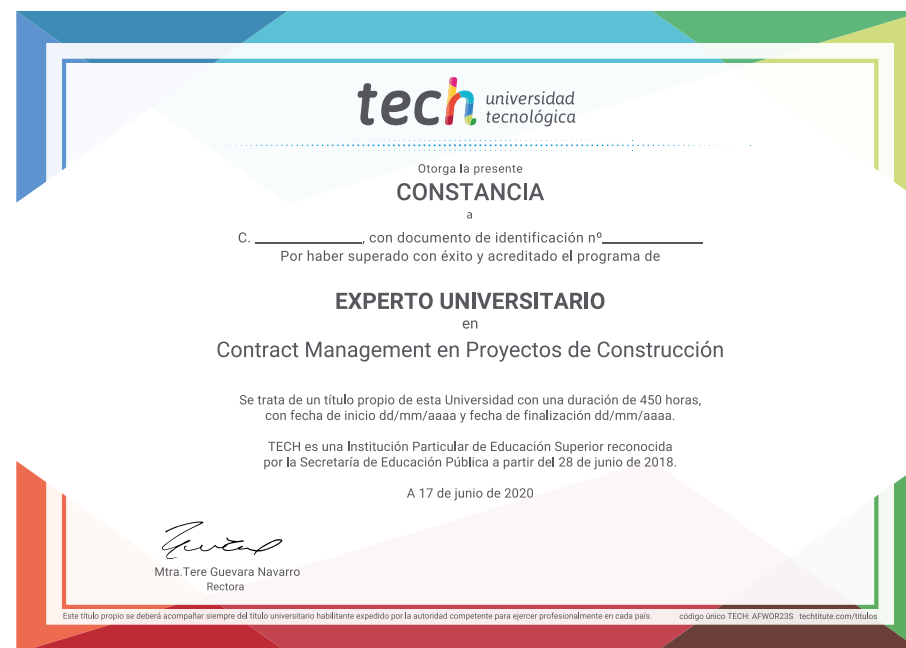 tech universidad
tecnológica
Otorga la presente
CONSTANCIA
a
C. ____________, con documento de identificación nº____________
Por haber superado con éxito y acreditado el programa de
EXPERTO UNIVERSITARIO
en
Contract Management en Proyectos de Construcción
Se trata de un título propio de esta Universidad con una duración de 450 horas,
con fecha de inicio dd/mm/aaaa y fecha de finalización dd/mm/aaaa.
TECH es una Institución Particular de Educación Superior reconocida
por la Secretaría de Educación Pública a partir del 28 de junio de 2018.
A 17 de junio de 2020
Mtra.Tere Guevara Navarro
Rectora
Este título propio se deberá acompañar siempre del título universitario habilitante expedido por la autoridad competente para ejercer profesionalmente en cada país. código único TECH: AFWOR23S techtitute.com/titulos